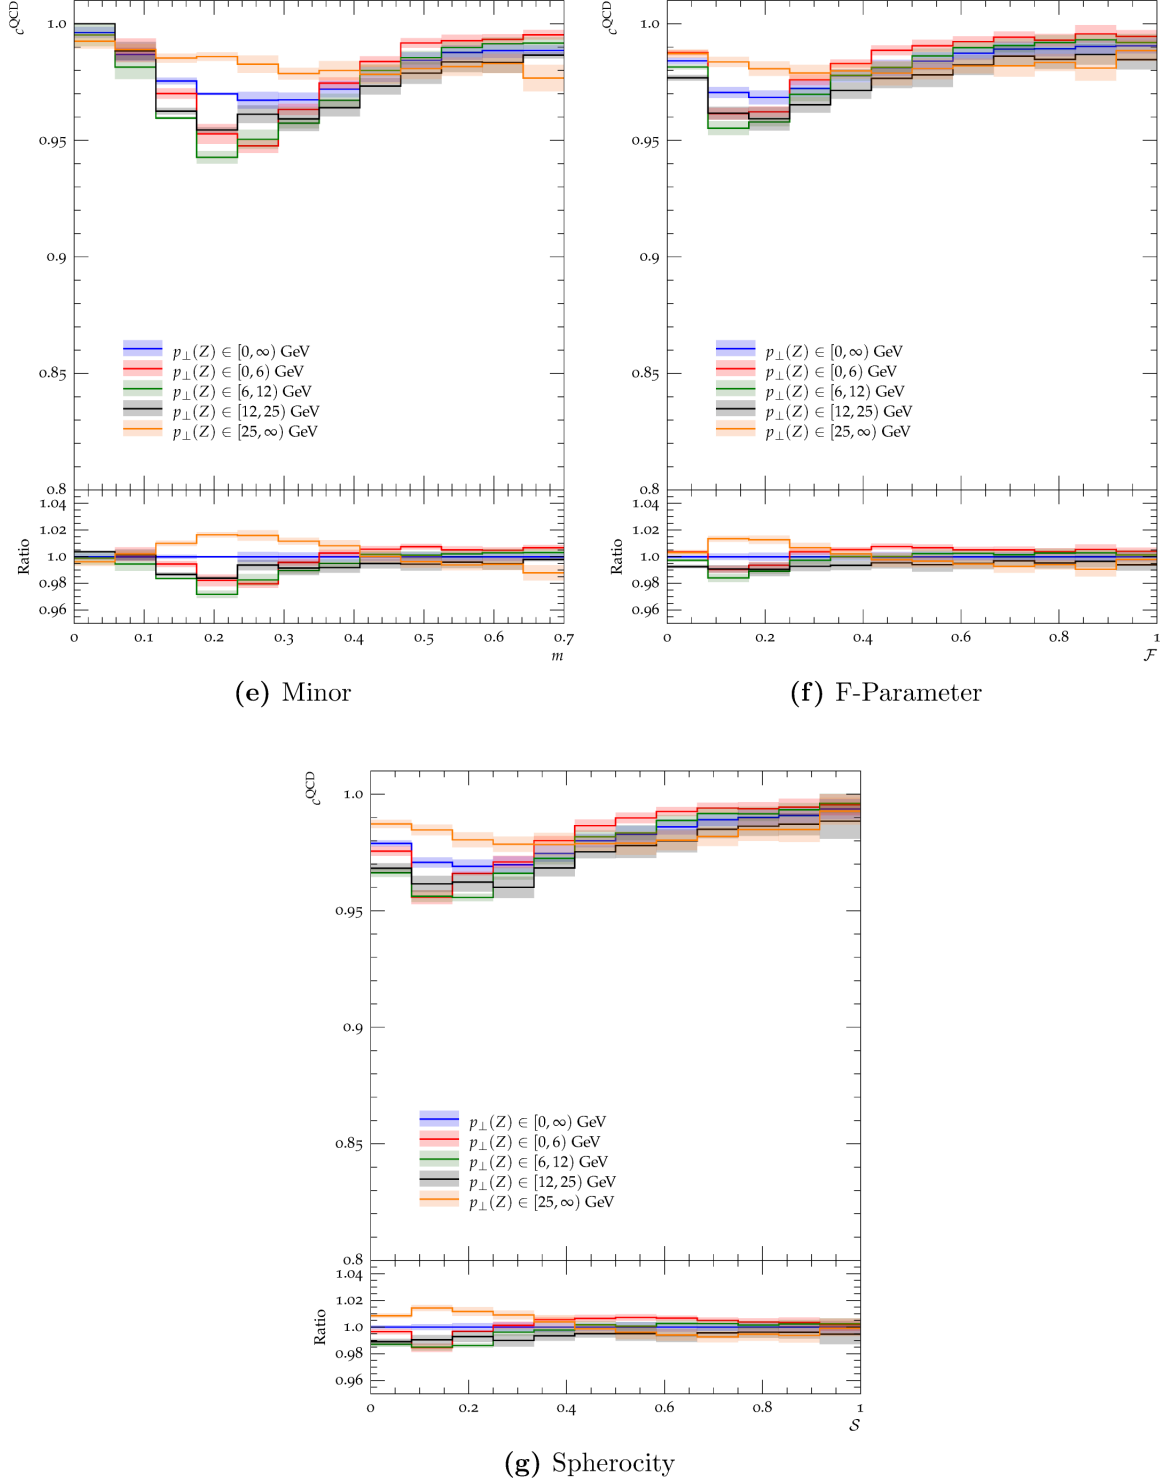 c^QCD
1.0
0.95
0.9
0.85
0.8
p⊥(Z) ∈ [0, ∞) GeV
p⊥(Z) ∈ [0, 6) GeV
p⊥(Z) ∈ [6, 12) GeV
p⊥(Z) ∈ [12, 25) GeV
p⊥(Z) ∈ [25, ∞) GeV
Ratio
1.04
1.02
1.0
0.98
0.96
0 0.1 0.2 0.3 0.4 0.5 0.6 0.7
m
(e) Minor
c^QCD
1.0
0.95
0.9
0.85
0.8
p⊥(Z) ∈ [0, ∞) GeV
p⊥(Z) ∈ [0, 6) GeV
p⊥(Z) ∈ [6, 12) GeV
p⊥(Z) ∈ [12, 25) GeV
p⊥(Z) ∈ [25, ∞) GeV
Ratio
1.04
1.02
1.0
0.98
0.96
0 0.2 0.4 0.6 0.8 1
ℱ
(f) F-Parameter
c^QCD
1.0
0.95
0.9
0.85
0.8
p⊥(Z) ∈ [0, ∞) GeV
p⊥(Z) ∈ [0, 6) GeV
p⊥(Z) ∈ [6, 12) GeV
p⊥(Z) ∈ [12, 25) GeV
p⊥(Z) ∈ [25, ∞) GeV
Ratio
1.04
1.02
1.0
0.98
0.96
0 0.2 0.4 0.6 0.8 1
𝒮
(g) Spherocity